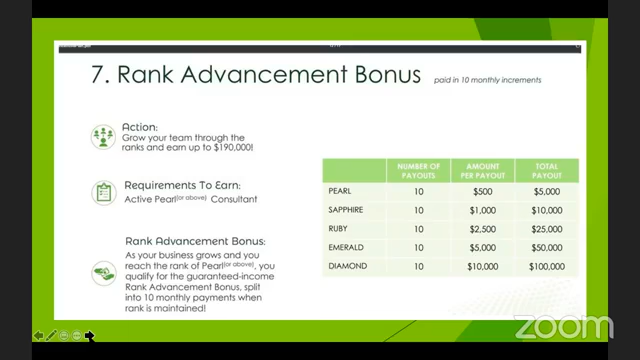 7. Rank Advancement Bonus paid in 10 monthly increments
Action:
Grow your team through the
ranks and earn up to $190,000!
Requirements To Earn:
Active Pearl(or above) Consultant
Rank Advancement Bonus:
As your business grows and you
reach the rank of Pearl(or above), you
qualify for the guaranteed-income
Rank Advancement Bonus, split
into 10 monthly payments when
rank is maintained!
NUMBER OF PAYOUTS AMOUNT PER PAYOUT TOTAL PAYOUT
PEARL 10 $500 $5,000
SAPPHIRE 10 $1,000 $10,000
RUBY 10 $2,500 $25,000
EMERALD 10 $5,000 $50,000
DIAMOND 10 $10,000 $100,000
zoom